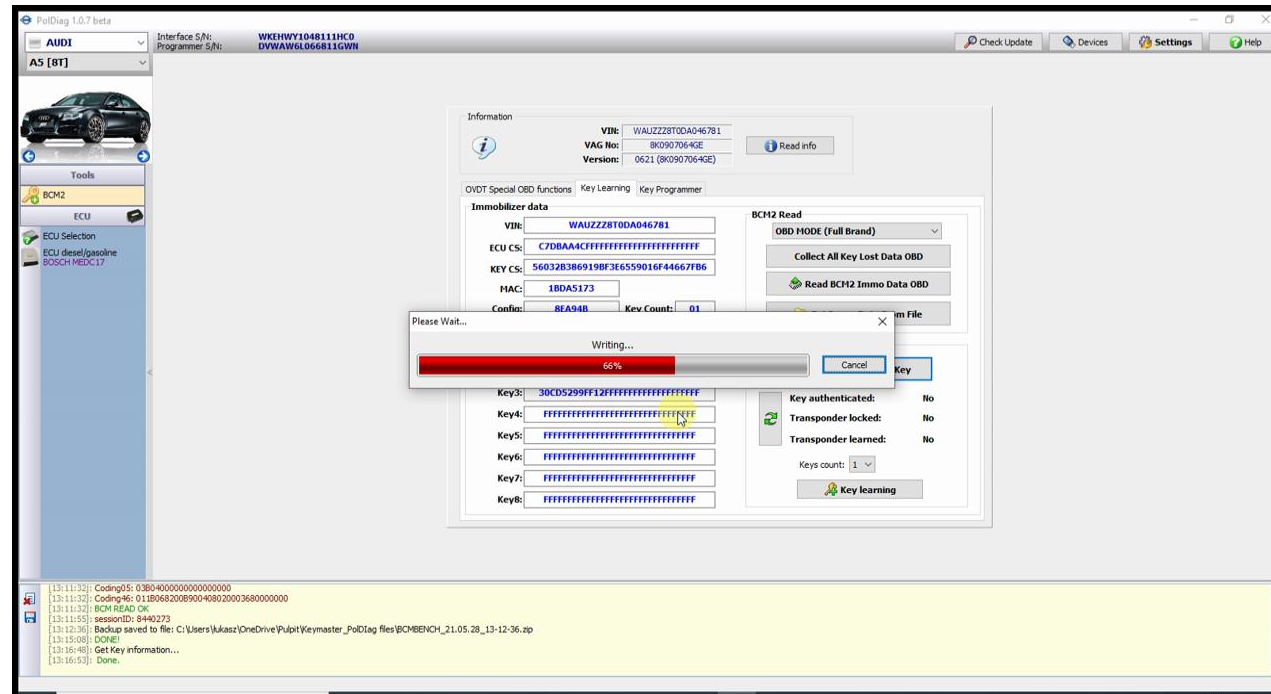 PolDiag 1.0.7 beta
AUDI
Interface S/N: WKEHWY1048111HC0
Programmer S/N: DVWAW6L066811GWN
Check Update
Devices
Settings
Help
A5 [8T]
Tools
BCM2
ECU
ECU Selection
ECU diesel/gasoline
BOSCH MEDC17
Information
VIN: WAUZZZ8T0DA046781
VAG No: 8K0907064GE
Version: 0621 (8K0907064GE)
Read info
OVDT Special OBD functions
Key Learning
Key Programmer
Immobilizer data
VIN: WAUZZZ8T0DA046781
ECU CS: C7DBAA4CFFFFFFFFFFFFFFFFFFFFFFFF
KEY CS: 56032B386919BF3E6559016F44667FB6
MAC: 1BDA5173
Config: 8EA94B Key Count: 01
BCM2 Read
OBD MODE (Full Brand)
Collect All Key Lost Data OBD
Read BCM2 Immo Data OBD
File
Please Wait...
Writing...
66%
Cancel
Key
Key3: 30CD5299FF12FFFFFFFFFFFFFFFFFFFF
Key4: FFFFFFFFFFFFFFFFFFFFFFFFFFFFFFFF
Key5: FFFFFFFFFFFFFFFFFFFFFFFFFFFFFFFF
Key6: FFFFFFFFFFFFFFFFFFFFFFFFFFFFFFFF
Key7: FFFFFFFFFFFFFFFFFFFFFFFFFFFFFFFF
Key8: FFFFFFFFFFFFFFFFFFFFFFFFFFFFFFFF
Key authenticated: No
Transponder locked: No
Transponder learned: No
Keys count: 1
Key learning
[13:11:32]: Coding05: 03B0400000000000000
[13:11:32]: Coding46: 011B068200B900408020003680000000
[13:11:32]: BCM READ OK
[13:11:55]: sessionID: 8440273
[13:12:36]: Backup saved to file: C:\Users\łukasz\OneDrive\Pulpit\Keymaster_PolDIag files\BCMBENCH_21.05.28_13-12-36.zip
[13:15:08]: DONE!
[13:16:48]: Get Key information...
[13:16:53]: Done.